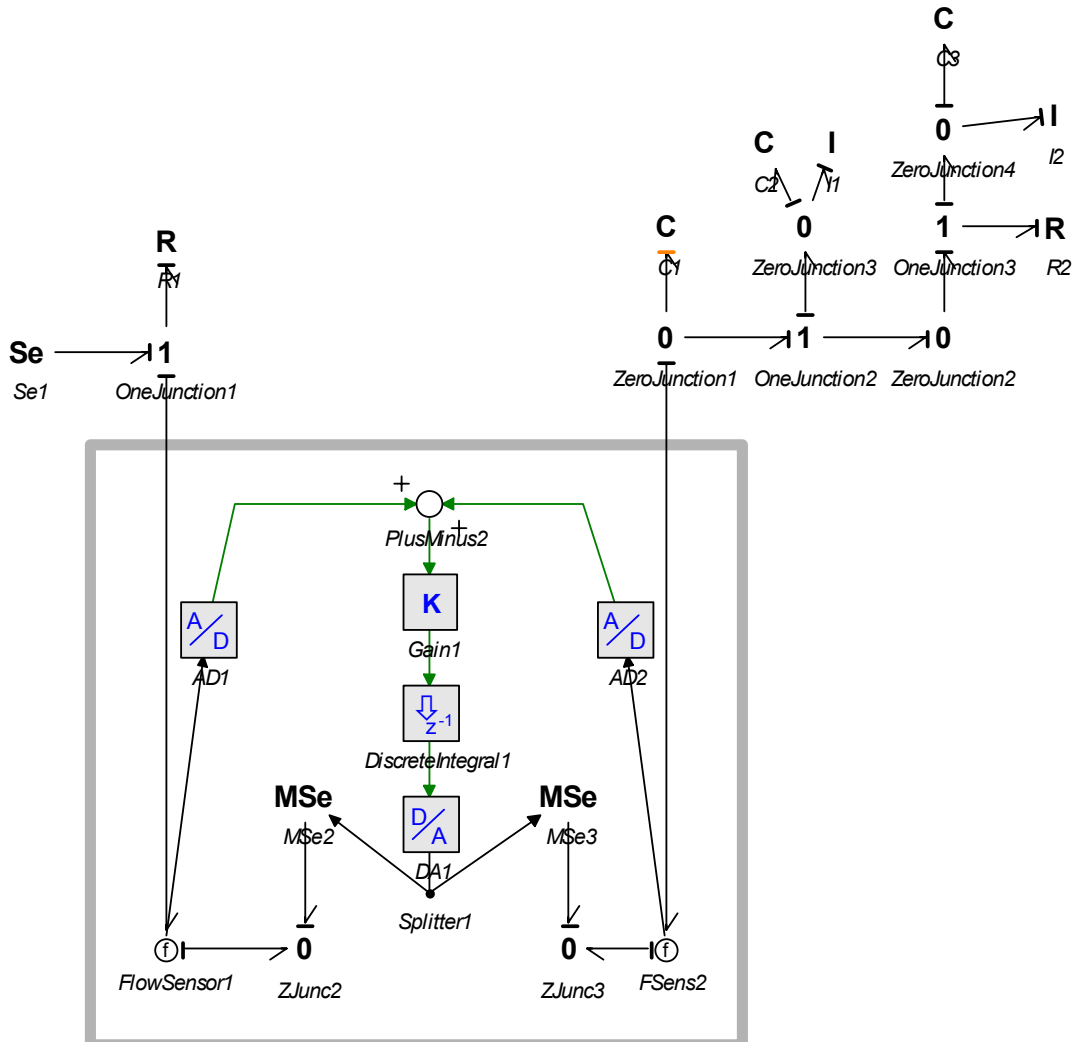 C
C3
0
I
ZeroJunction4
I2
C
I
C2
I1
R
C
0
1
R
R1
C1
ZeroJunction3
OneJunction3
R2
Se
1
0
1
0
Se1
OneJunction1
ZeroJunction1
OneJunction2
ZeroJunction2
+
+
PlusMinus2
A/D
K
A/D
AD1
Gain1
AD2
z-1
DiscreteIntegral1
MSe
D/A
MSe
MSe2
DA1
MSe3
Splitter1
f
0
0
f
FlowSensor1
ZJunc2
ZJunc3
FSens2